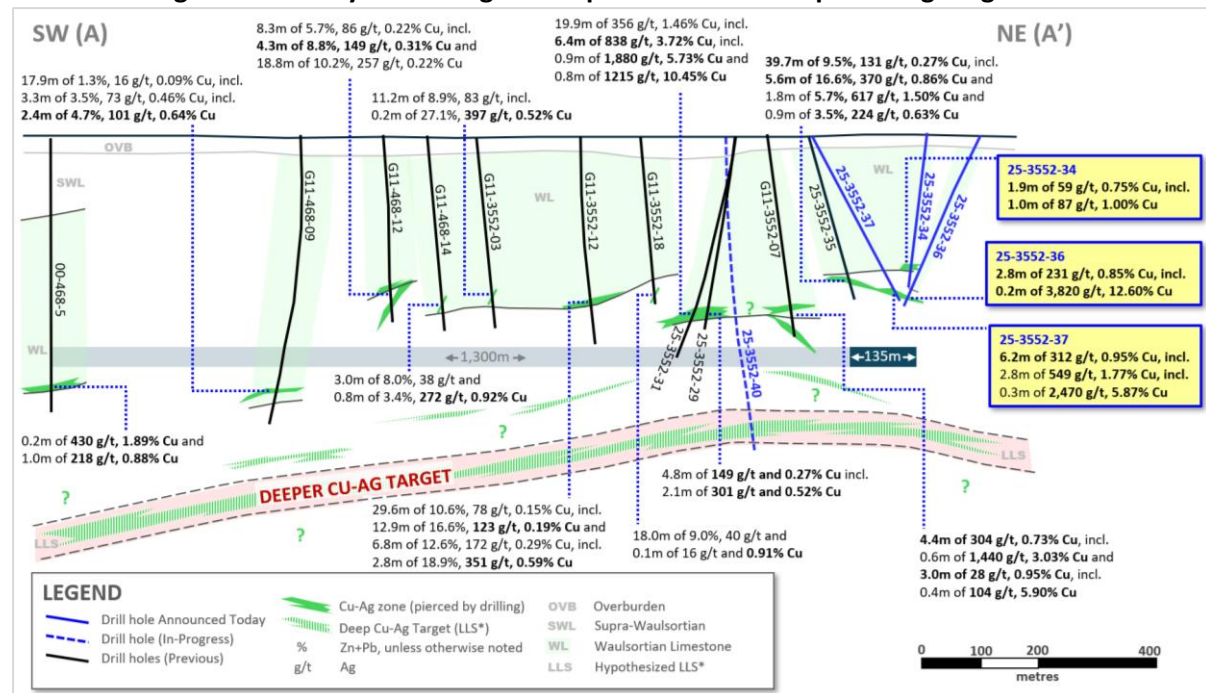 SW (A)
NE (A’)
8.3m of 5.7%, 86 g/t, 0.22% Cu, incl.
4.3m of 8.8%, 149 g/t, 0.31% Cu and
18.8m of 10.2%, 257 g/t, 0.22% Cu
19.9m of 356 g/t, 1.46% Cu, incl.
6.4m of 838 g/t, 3.72% Cu, incl.
0.9m of 1,880 g/t, 5.73% Cu and
0.8m of 1215 g/t, 10.45% Cu
17.9m of 1.3%, 16 g/t, 0.09% Cu, incl.
3.3m of 3.5%, 73 g/t, 0.46% Cu, incl.
2.4m of 4.7%, 101 g/t, 0.64% Cu
11.2m of 8.9%, 83 g/t, incl.
0.2m of 27.1%, 397 g/t, 0.52% Cu
39.7m of 9.5%, 131 g/t, 0.27% Cu, incl.
5.6m of 16.6%, 370 g/t, 0.86% Cu and
1.8m of 5.7%, 617 g/t, 1.50% Cu and
0.9m of 3.5%, 224 g/t, 0.63% Cu
OVB
SWL
WL
WL
WL
00-468-5
G11-468-09
G11-468-12
G11-468-14
G11-3552-03
G11-3552-12
G11-3552-18
25-3552-31
25-3552-29
25-3552-40
G11-3552-07
25-3552-35
25-3552-37
25-3552-34
25-3552-36
25-3552-34
1.9m of 59 g/t, 0.75% Cu, incl.
1.0m of 87 g/t, 1.00% Cu
25-3552-36
2.8m of 231 g/t, 0.85% Cu, incl.
0.2m of 3,820 g/t, 12.60% Cu
25-3552-37
6.2m of 312 g/t, 0.95% Cu, incl.
2.8m of 549 g/t, 1.77% Cu, incl.
0.3m of 2,470 g/t, 5.87% Cu
?
1,300m
135m
3.0m of 8.0%, 38 g/t and
0.8m of 3.4%, 272 g/t, 0.92% Cu
?
?
0.2m of 430 g/t, 1.89% Cu and
1.0m of 218 g/t, 0.88% Cu
DEEPER CU-AG TARGET
LLS
LLS
?
?
?
4.8m of 149 g/t and 0.27% Cu incl.
2.1m of 301 g/t and 0.52% Cu
29.6m of 10.6%, 78 g/t, 0.15% Cu, incl.
12.9m of 16.6%, 123 g/t, 0.19% Cu and
6.8m of 12.6%, 172 g/t, 0.29% Cu, incl.
2.8m of 18.9%, 351 g/t, 0.59% Cu
18.0m of 9.0%, 40 g/t and
0.1m of 16 g/t and 0.91% Cu
4.4m of 304 g/t, 0.73% Cu, incl.
0.6m of 1,440 g/t, 3.03% Cu and
3.0m of 28 g/t, 0.95% Cu, incl.
0.4m of 104 g/t, 5.90% Cu
LEGEND
Drill hole Announced Today
Drill hole (In-Progress)
Drill holes (Previous)
Cu-Ag zone (pierced by drilling)
Deep Cu-Ag Target (LLS*)
% Zn+Pb, unless otherwise noted
g/t Ag
OVB Overburden
SWL Supra-Waulsortian
WL Waulsortian Limestone
LLS Hypothesized LLS*
0 100 200 400
metres